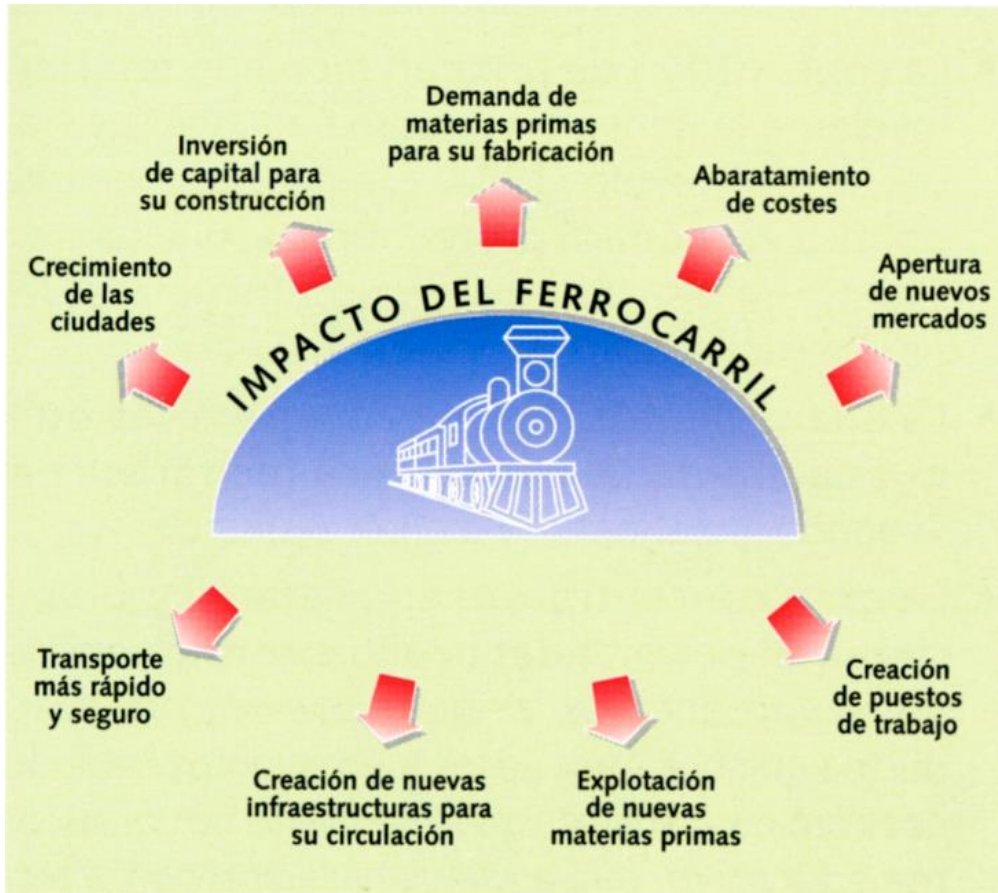 Demanda de
materias primas
para su fabricación
Inversión
de capital para
su construcción
Abaratamiento
de costes
Crecimiento
de las
ciudades
Apertura
de nuevos
mercados
IMPACTO DEL FERROCARRIL
Transporte
más rápido
y seguro
Creación
de puestos
de trabajo
Creación de nuevas
infraestructuras para
su circulación
Explotación
de nuevas
materias primas